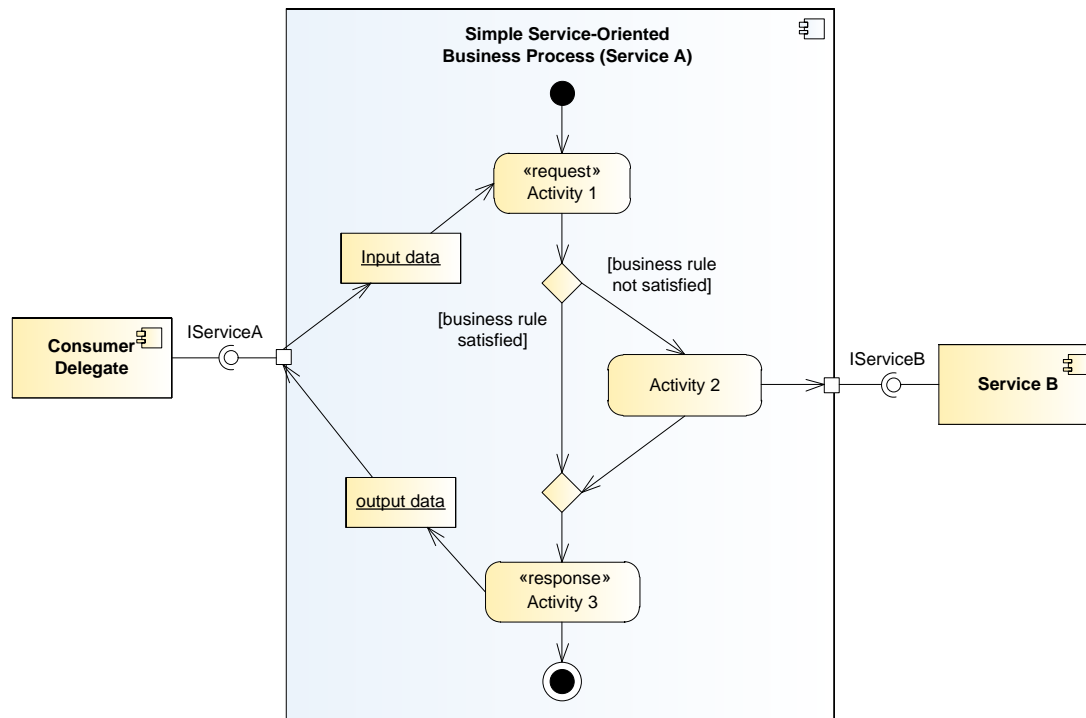 Simple Service-Oriented
Business Process (Service A)
«request»
Activity 1
Input data
[business rule
not satisfied]
[business rule
satisfied]
IServiceA
Consumer
Delegate
Activity 2
IServiceB
Service B
output data
«response»
Activity 3